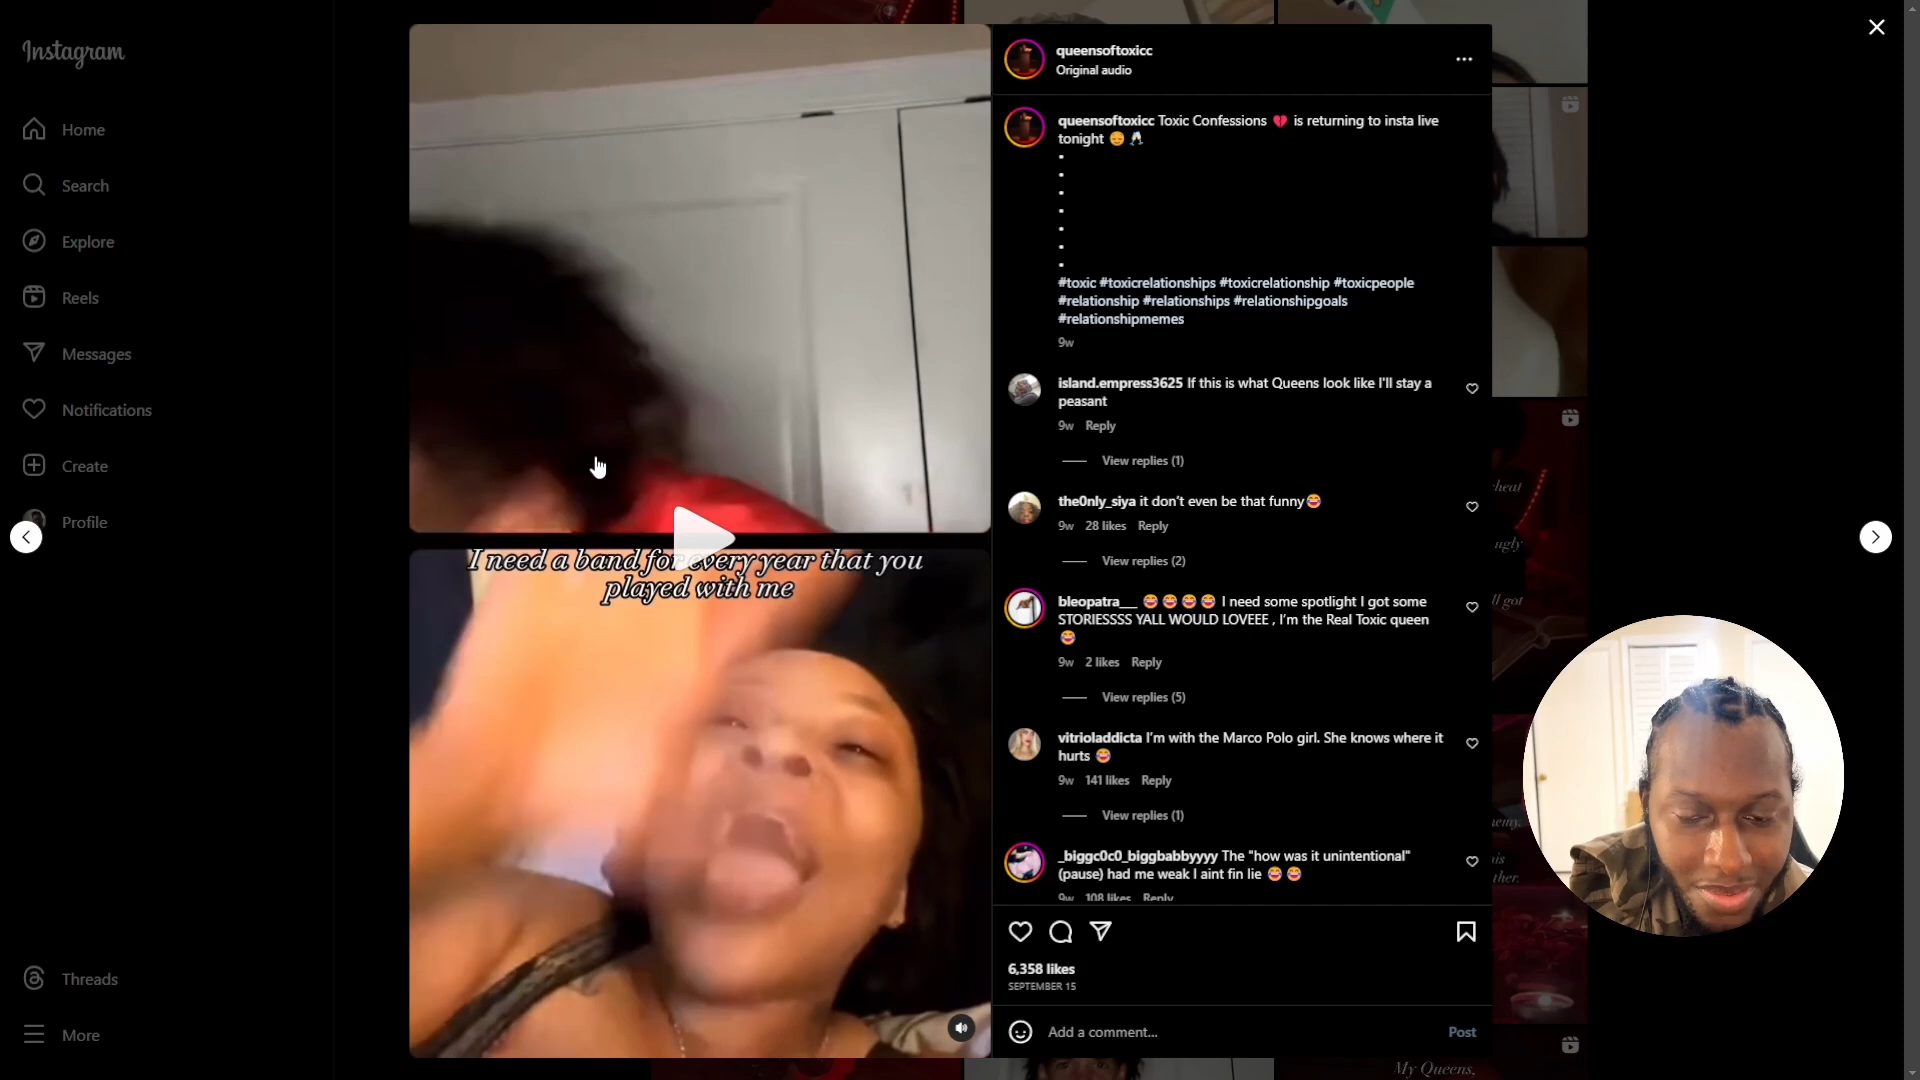 Instagram
Home
Search
Explore
Reels
Messages
Notifications
Create
Profile
Threads
More
I need a band for every year that you
played with me
queensoftoxicc
Original audio
queensoftoxicc Toxic Confessions 💔 is returning to insta live
tonight 😌 🥂
•
•
•
•
•
•
•
#toxic #toxicrelationships #toxicrelationship #toxicpeople
#relationship #relationships #relationshipgoals
#relationshipmemes
9w
island.empress3625 If this is what Queens look like I'll stay a
peasant
9w Reply
View replies (1)
the0nly_siya it don't even be that funny😂
9w 28 likes Reply
View replies (2)
bleopatra__ 😂😂😂😂 I need some spotlight I got some
STORIESSSS YALL WOULD LOVEEE , I'm the Real Toxic queen
😂
9w 2 likes Reply
View replies (5)
vitrioladdicta I'm with the Marco Polo girl. She knows where it
hurts 😂
9w 141 likes Reply
View replies (1)
_biggc0c0_biggbabbyyyy The "how was it unintentional"
(pause) had me weak I aint fin lie 😂 😂
9w 108 likes Reply
6,358 likes
SEPTEMBER 15
Add a comment...
Post
ugly
My Queens,